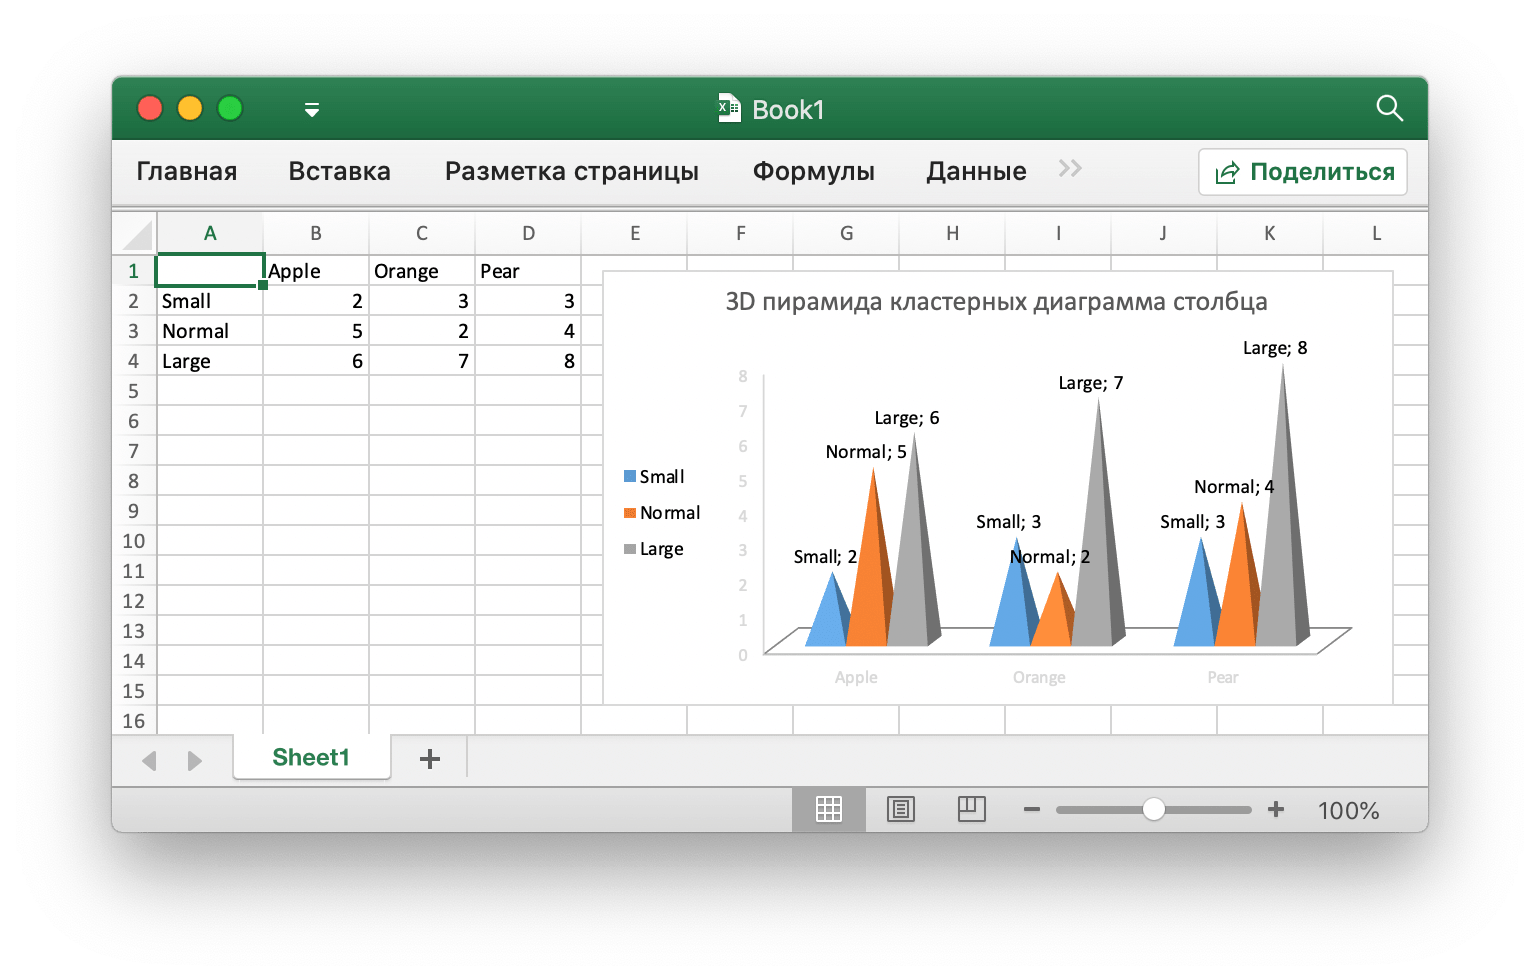 Book1
Главная Вставка Разметка страницы Формулы Данные Поделиться
A B C D E F G H I J K L
1 Apple Orange Pear
2 Small 2 3 3
3 Normal 5 2 4
4 Large 6 7 8
5
6
7
8
9
10
11
12
13
14
15
16
3D пирамида кластерных диаграмма столбца
Small
Normal
Large
8
7
6
5
4
3
2
1
0
Small; 2
Normal; 5
Large; 6
Small; 3
Normal; 2
Large; 7
Small; 3
Normal; 4
Large; 8
Apple Orange Pear
Sheet1
100%